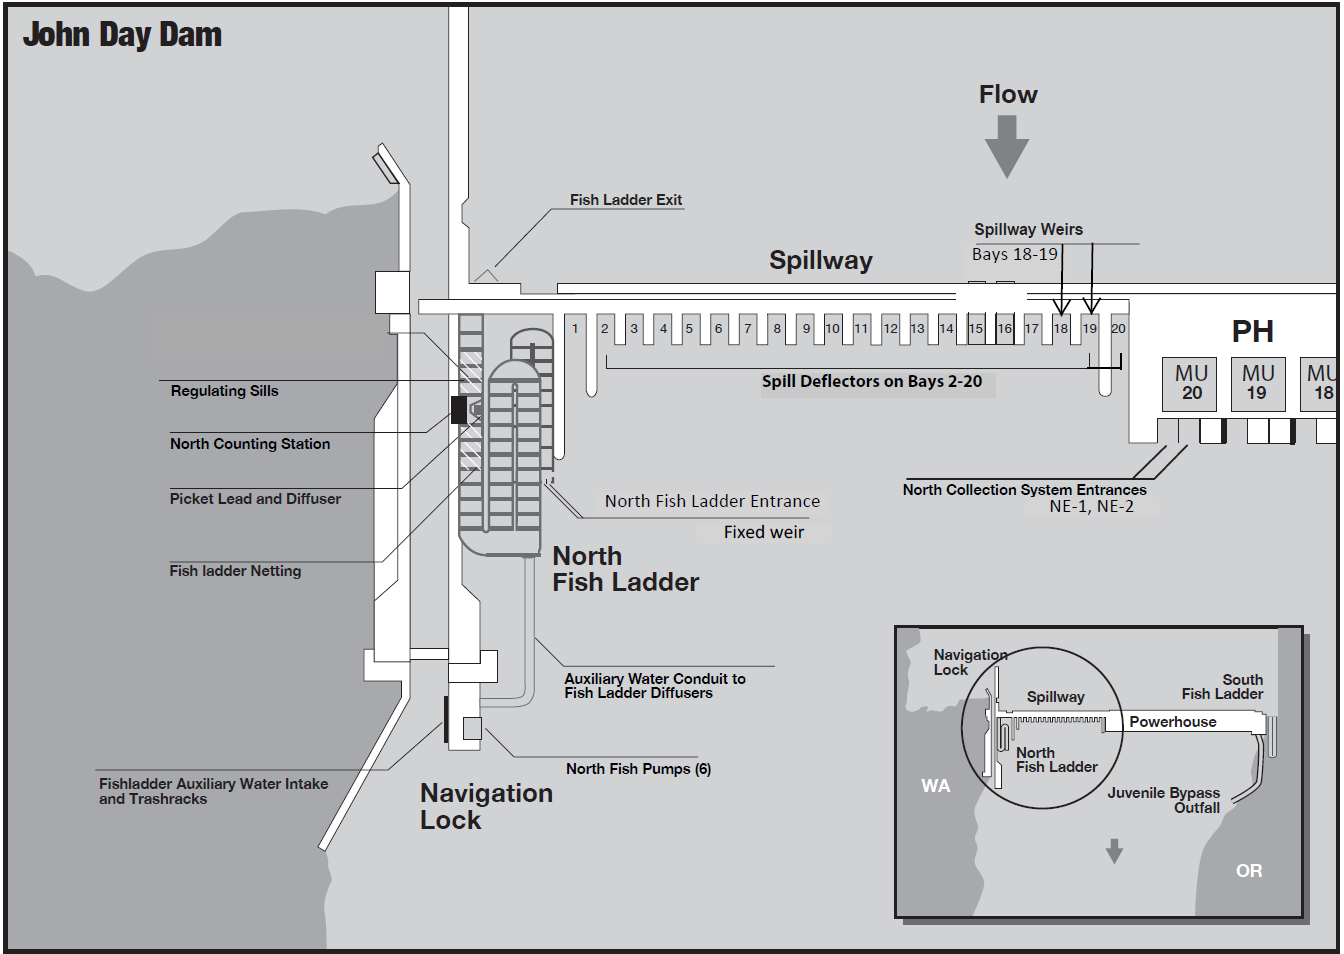 John Day Dam
Flow
Fish Ladder Exit
Spillway Weirs
Bays 18-19
Spillway
1 2 3 4 5 6 7 8 9 10 11 12 13 14 15 16 17 18 19 20
PH
MU
20
MU
19
MU
18
Spill Deflectors on Bays 2-20
Regulating Sills
North Counting Station
Picket Lead and Diffuser
Fish ladder Netting
North Collection System Entrances
NE-1, NE-2
North Fish Ladder Entrance
Fixed weir
North
Fish Ladder
Auxiliary Water Conduit to
Fish Ladder Diffusers
North Fish Pumps (6)
Fishladder Auxiliary Water Intake
and Trashracks
Navigation
Lock
Navigation
Lock
Spillway
South
Fish Ladder
Powerhouse
North
Fish Ladder
WA
Juvenile Bypass
Outfall
OR